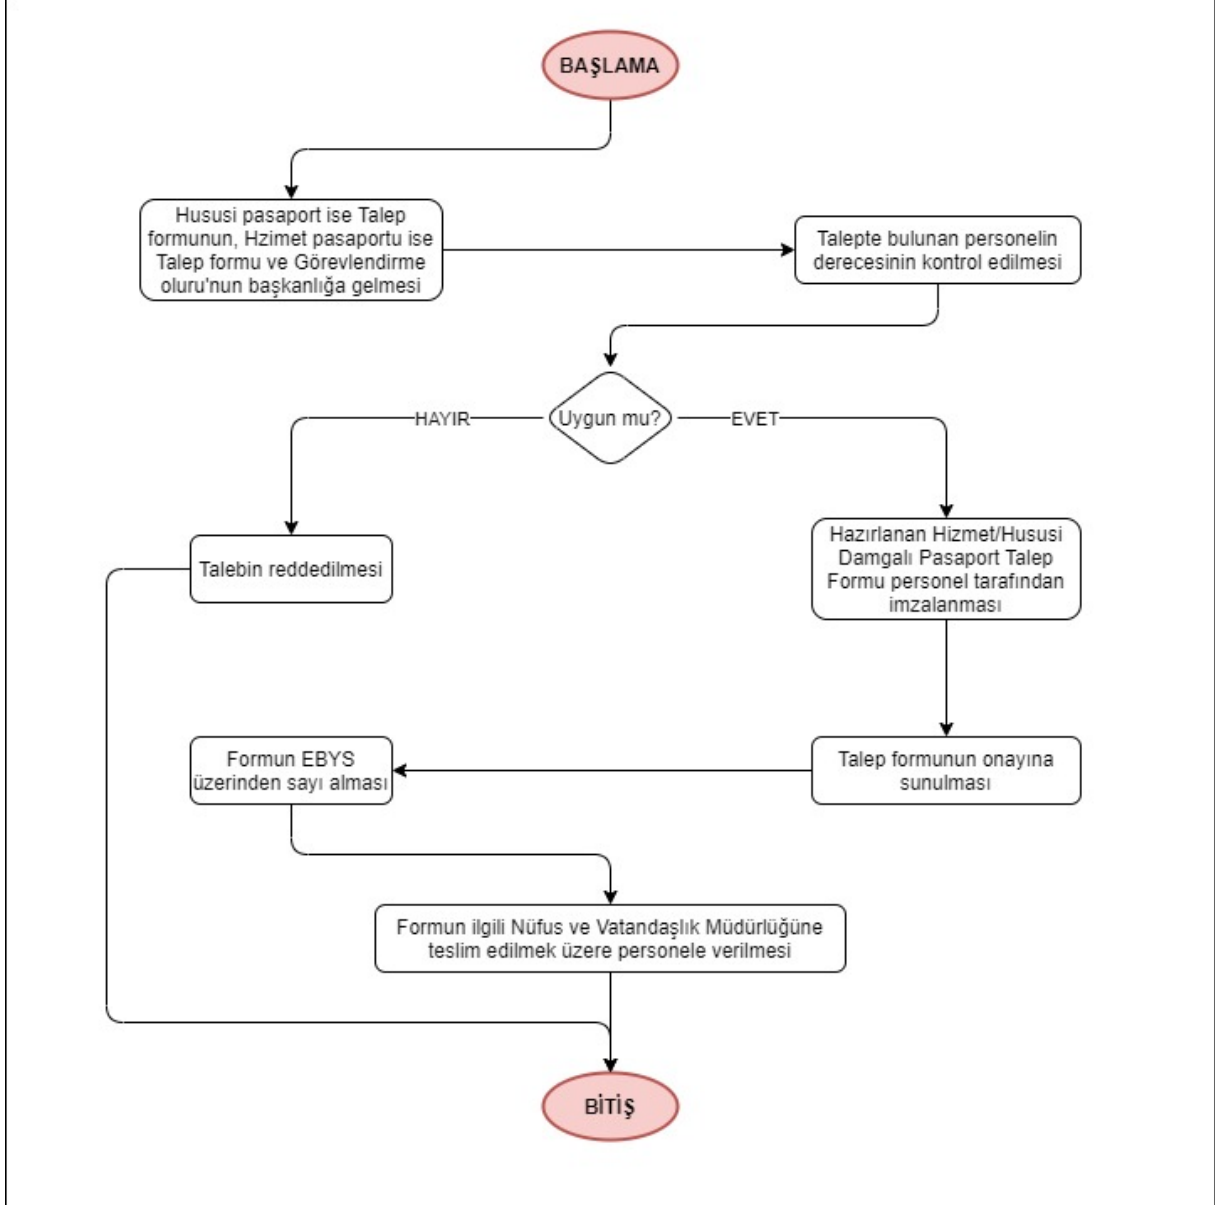 BAŞLAMA
Hususi pasaport ise Talep
formunun, Hzimet pasaportu ise
Talep formu ve Görevlendirme
oluru'nun başkanlığa gelmesi
Talepte bulunan personelin
derecesinin kontrol edilmesi
Uygun mu?
HAYIR
EVET
Talebin reddedilmesi
Hazırlanan Hizmet/Hususi
Damgalı Pasaport Talep
Formu personel tarafından
imzalanması
Talep formunun onayına
sunulması
Formun EBYS
üzerinden sayı alması
Formun ilgili Nüfus ve Vatandaşlık Müdürlüğüne
teslim edilmek üzere personele verilmesi
BİTİŞ